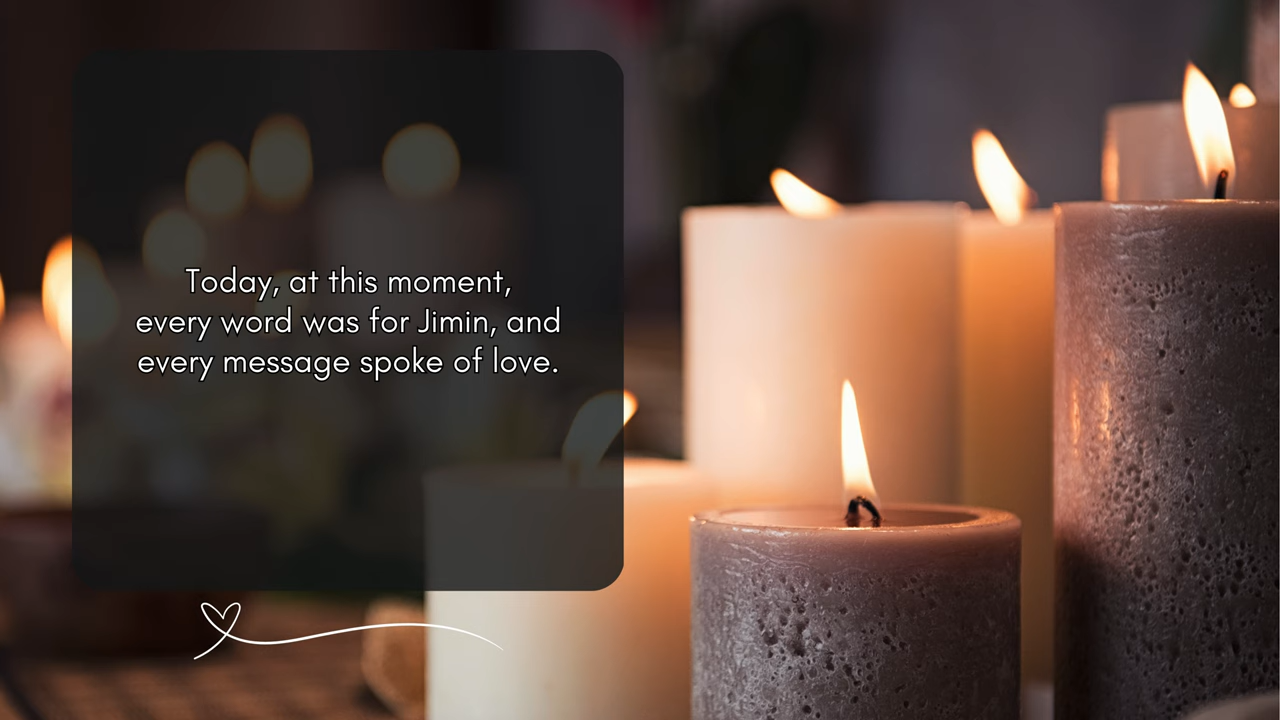 Today, at this moment,
every word was for Jimin, and
every message spoke of love.